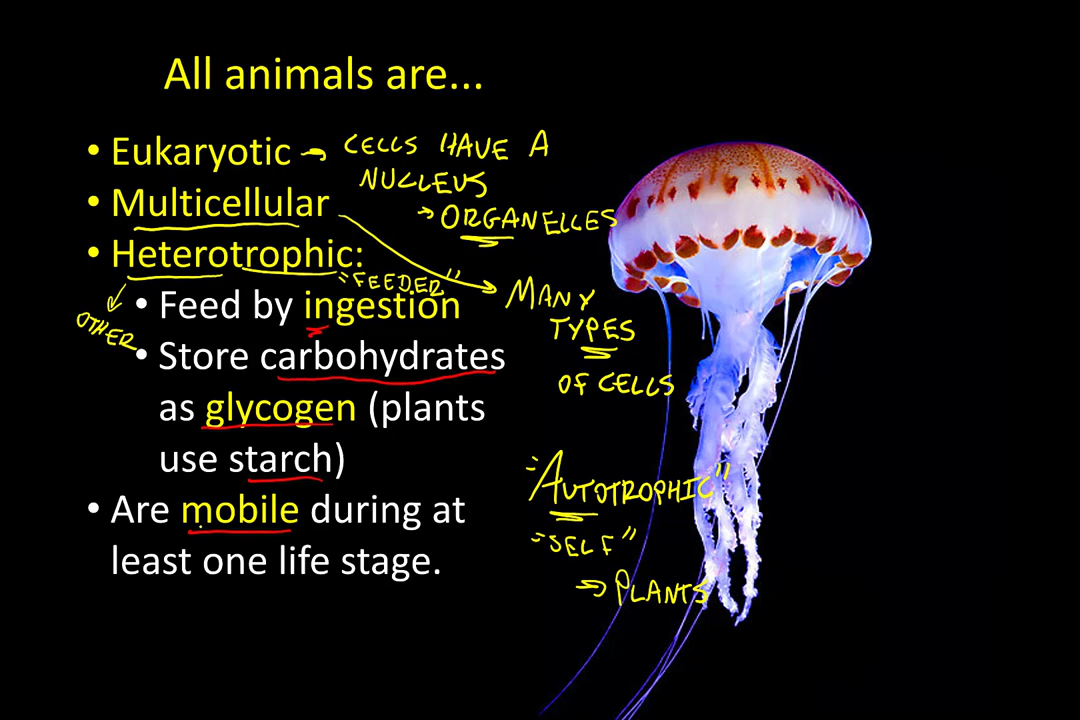 All animals are...
• Eukaryotic → CELLS HAVE A
NUCLEUS
→ ORGANELLES
• Multicellular
• Heterotrophic:
"FEEDER"
OTHER
• Feed by ingestion
MANY
TYPES
OF CELLS
• Store carbohydrates
as glycogen (plants
use starch)
"AUTOTROPHIC"
"SELF"
→ PLANTS
• Are mobile during at
least one life stage.